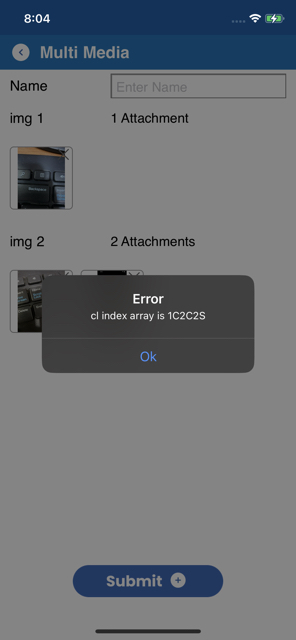 8:04
Multi Media
Name
Enter Name
img 1
1 Attachment
img 2
2 Attachments
Error
cl index array is 1C2C2S
Ok
Submit